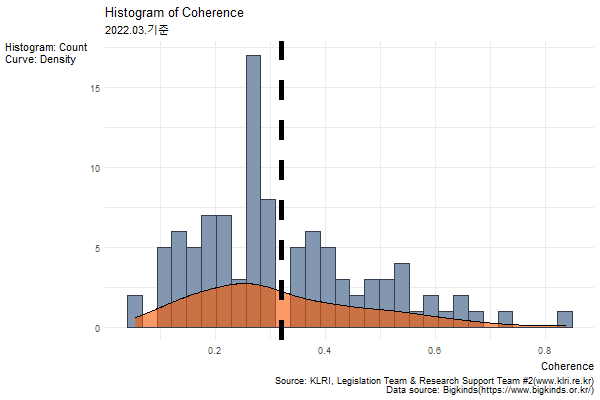 Histogram of Coherence
2022.03.기준
Histogram: Count
Curve: Density
15
10
5
0
0.2 0.4 0.6 0.8
Coherence
Source: KLRI, Legislation Team & Research Support Team #2(www.klri.re.kr)
Data source: Bigkinds(https://www.bigkinds.or.kr/)